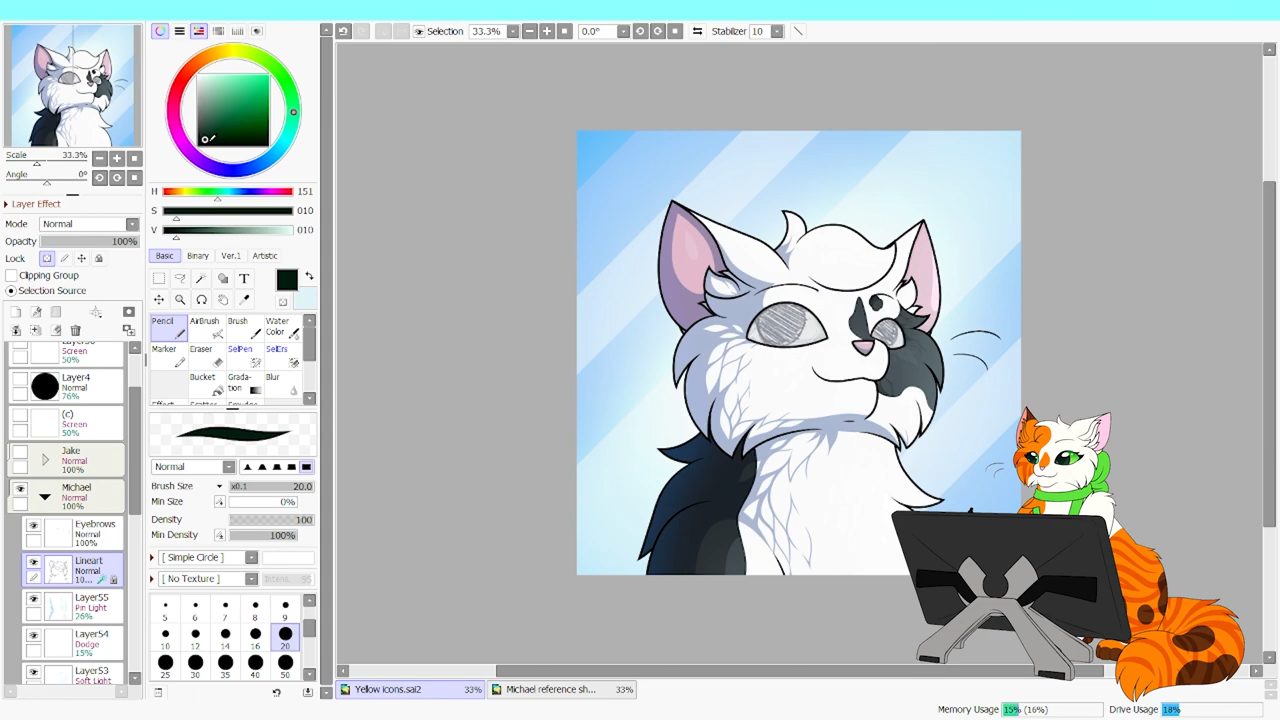 Scale 33.3%
Angle 0°
Layer Effect
Mode Normal
Opacity 100%
Lock
Clipping Group
Selection Source
Screen
50%
Layer4
Normal
76%
(c)
Screen
50%
Jake
Normal
100%
Michael
Normal
100%
Eyebrows
Normal
100%
Lineart
Normal
10...
Layer55
Pin Light
26%
Layer54
Dodge
15%
Layer53
Soft Light
H 151
S 010
V 010
Basic Binary Ver.1 Artistic
T
Pencil AirBrush Brush Water Color
Marker Eraser SelPen SelErs
Bucket Grada-tion Blur
Effect Scatter Smudge
Normal
Brush Size x0.1 20.0
Min Size 0%
Density 100
Min Density 100%
[ Simple Circle ]
[ No Texture ] 95
5 6 7 8 9
10 12 14 16 20
25 30 35 40 50
Selection 33.3% 0.0° Stabilizer 10
Yellow icons.sai2 33% Michael reference sh... 33%
Memory Usage 15% (16%) Drive Usage 18%